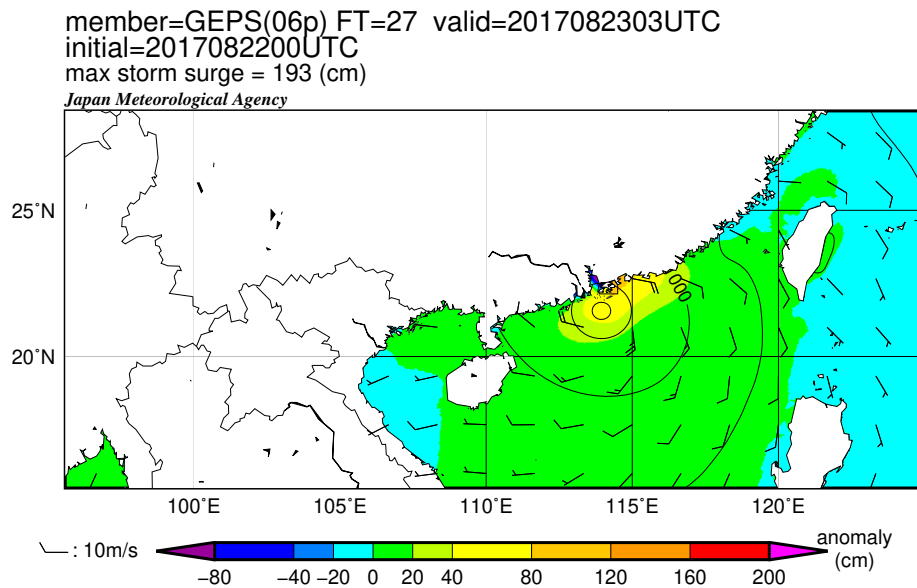 member=GEPS(06p) FT=27 valid=2017082303UTC
initial=2017082200UTC
max storm surge = 193 (cm)
Japan Meteorological Agency
25°N
20°N
1000
100°E 105°E 110°E 115°E 120°E
: 10m/s
anomaly
(cm)
−80 −40 −20 0 20 40 80 120 160 200